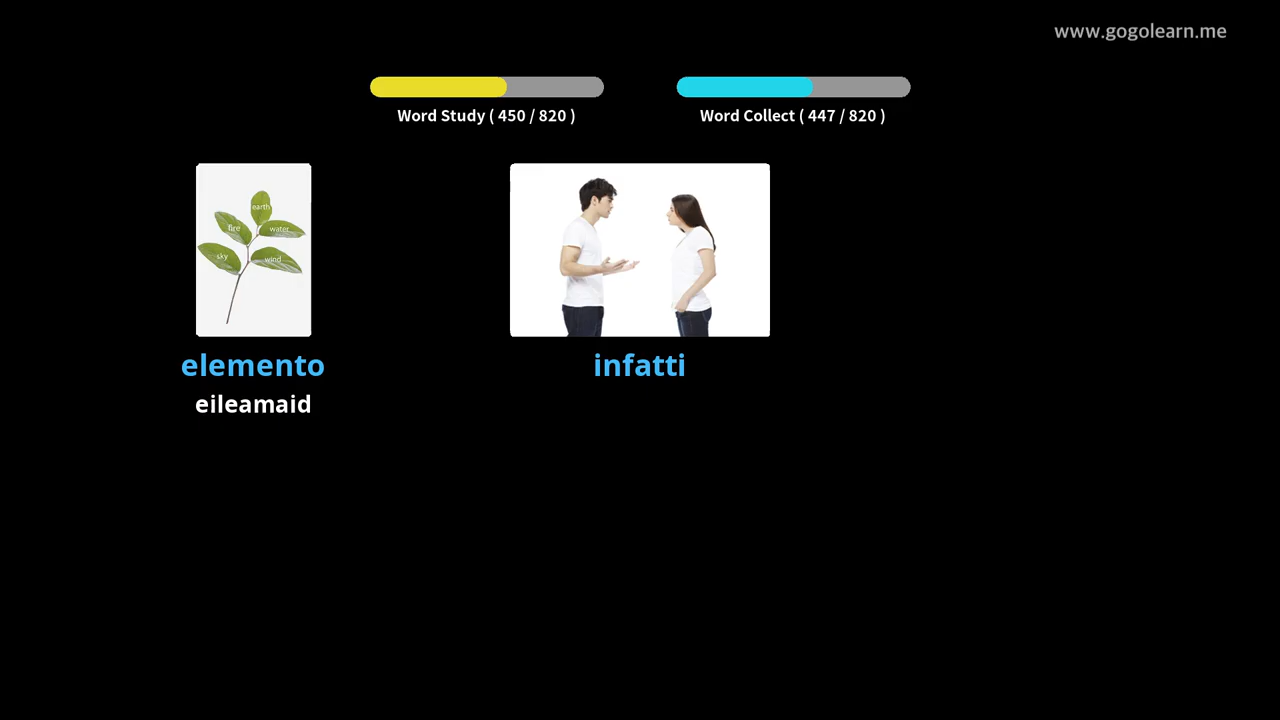 www.gogolearn.me
Word Study ( 450 / 820 )
Word Collect ( 447 / 820 )
earth
fire
water
sky
wind
elemento
infatti
eileamaid